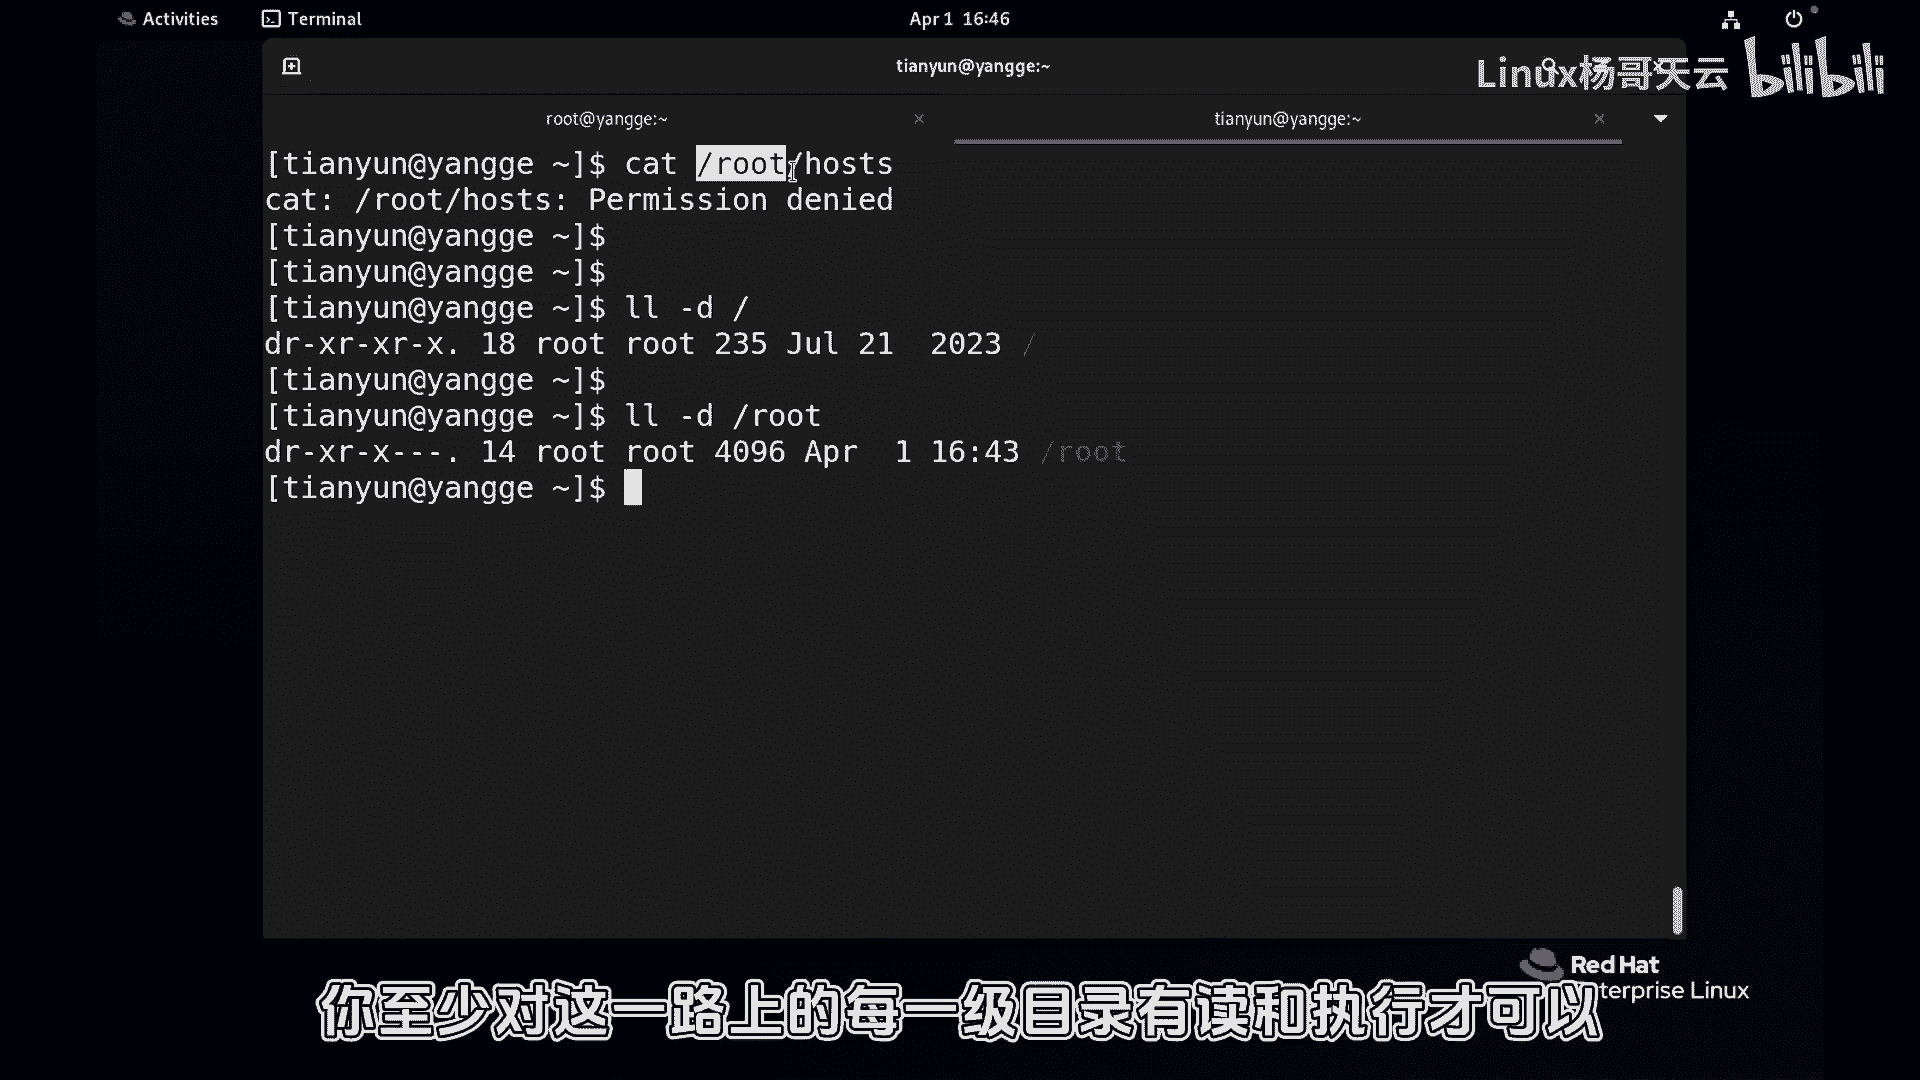 Activities Terminal Apr 1 16:46
tianyun@yangge:~
Linux杨哥天云 bilibili
root@yangge:~ × tianyun@yangge:~ ×
[tianyun@yangge ~]$ cat /root/hosts
cat: /root/hosts: Permission denied
[tianyun@yangge ~]$
[tianyun@yangge ~]$
[tianyun@yangge ~]$ ll -d /
dr-xr-xr-x. 18 root root 235 Jul 21  2023 /
[tianyun@yangge ~]$
[tianyun@yangge ~]$ ll -d /root
dr-xr-x---. 14 root root 4096 Apr  1 16:43 /root
[tianyun@yangge ~]$
Red Hat
terprise Linux
你至少对这一路上的每一级目录有读和执行才可以